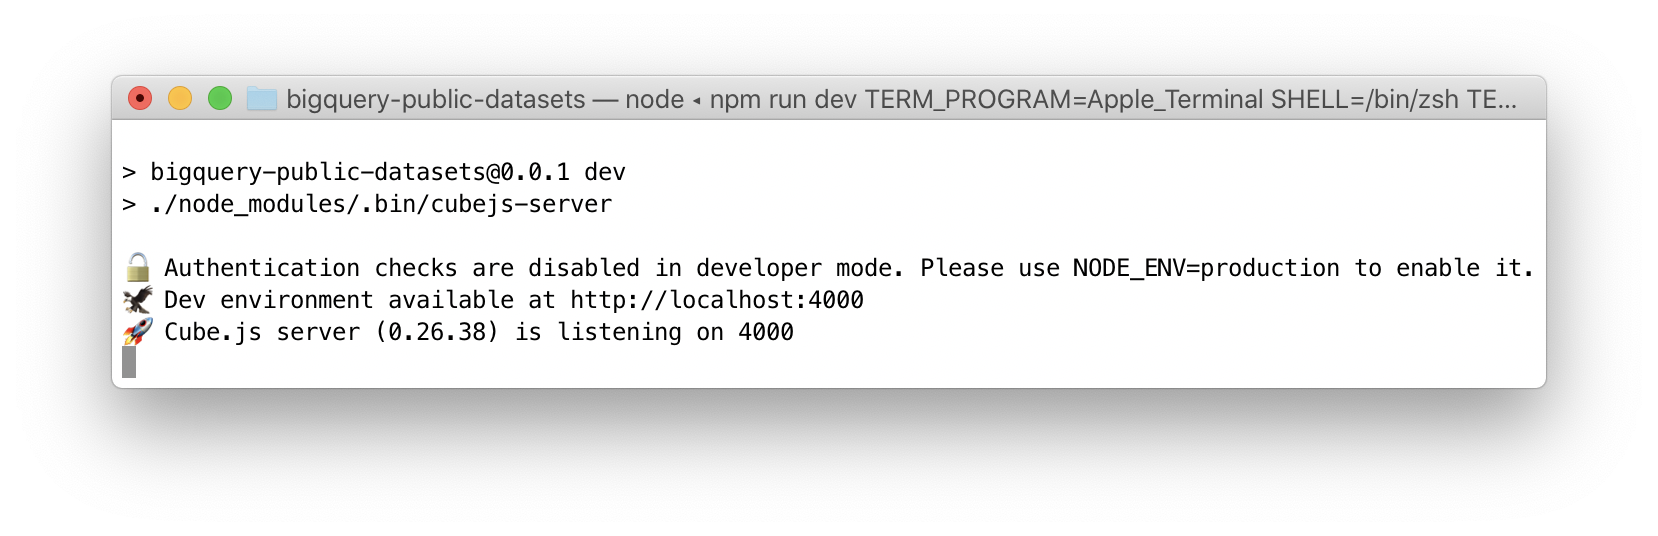 bigquery-public-datasets — node ◂ npm run dev TERM_PROGRAM=Apple_Terminal SHELL=/bin/zsh TE...
> bigquery-public-datasets@0.0.1 dev
> ./node_modules/.bin/cubejs-server
🔓 Authentication checks are disabled in developer mode. Please use NODE_ENV=production to enable it.
🦅 Dev environment available at http://localhost:4000
🚀 Cube.js server (0.26.38) is listening on 4000